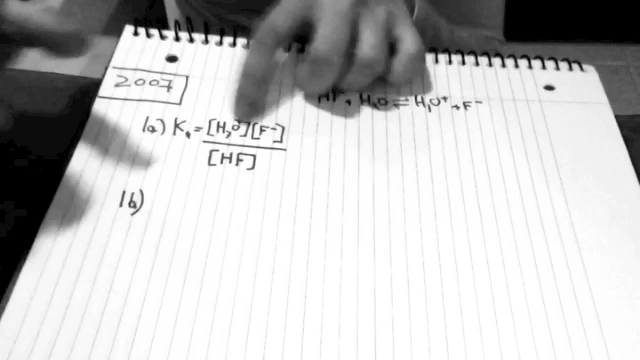 2007
HF + H₂O ⇌ H₃O⁺ + F⁻
1a) Kₐ = [H₃O⁺][F⁻]
[HF]
1b)